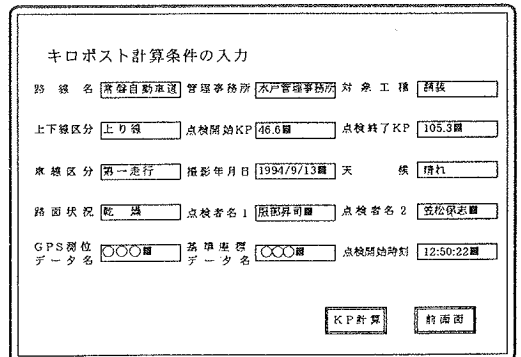 キロポスト計算条件の入力
路線名 常磐自動車道 管理事務所 水戸管理事務所 対象工種 舗装
上下線区分 上り線 点検開始KP 46.6 点検終了KP 105.3
車線区分 第一走行 撮影年月日 1994/9/13 天候 晴れ
路面状況 乾燥 点検者名1 服部昇司 点検者名2 笠松保志
GPS測位データ名 ○○○ 基準座標データ名 ○○○ 点検開始時刻 12:50:22
KP計算 前画面